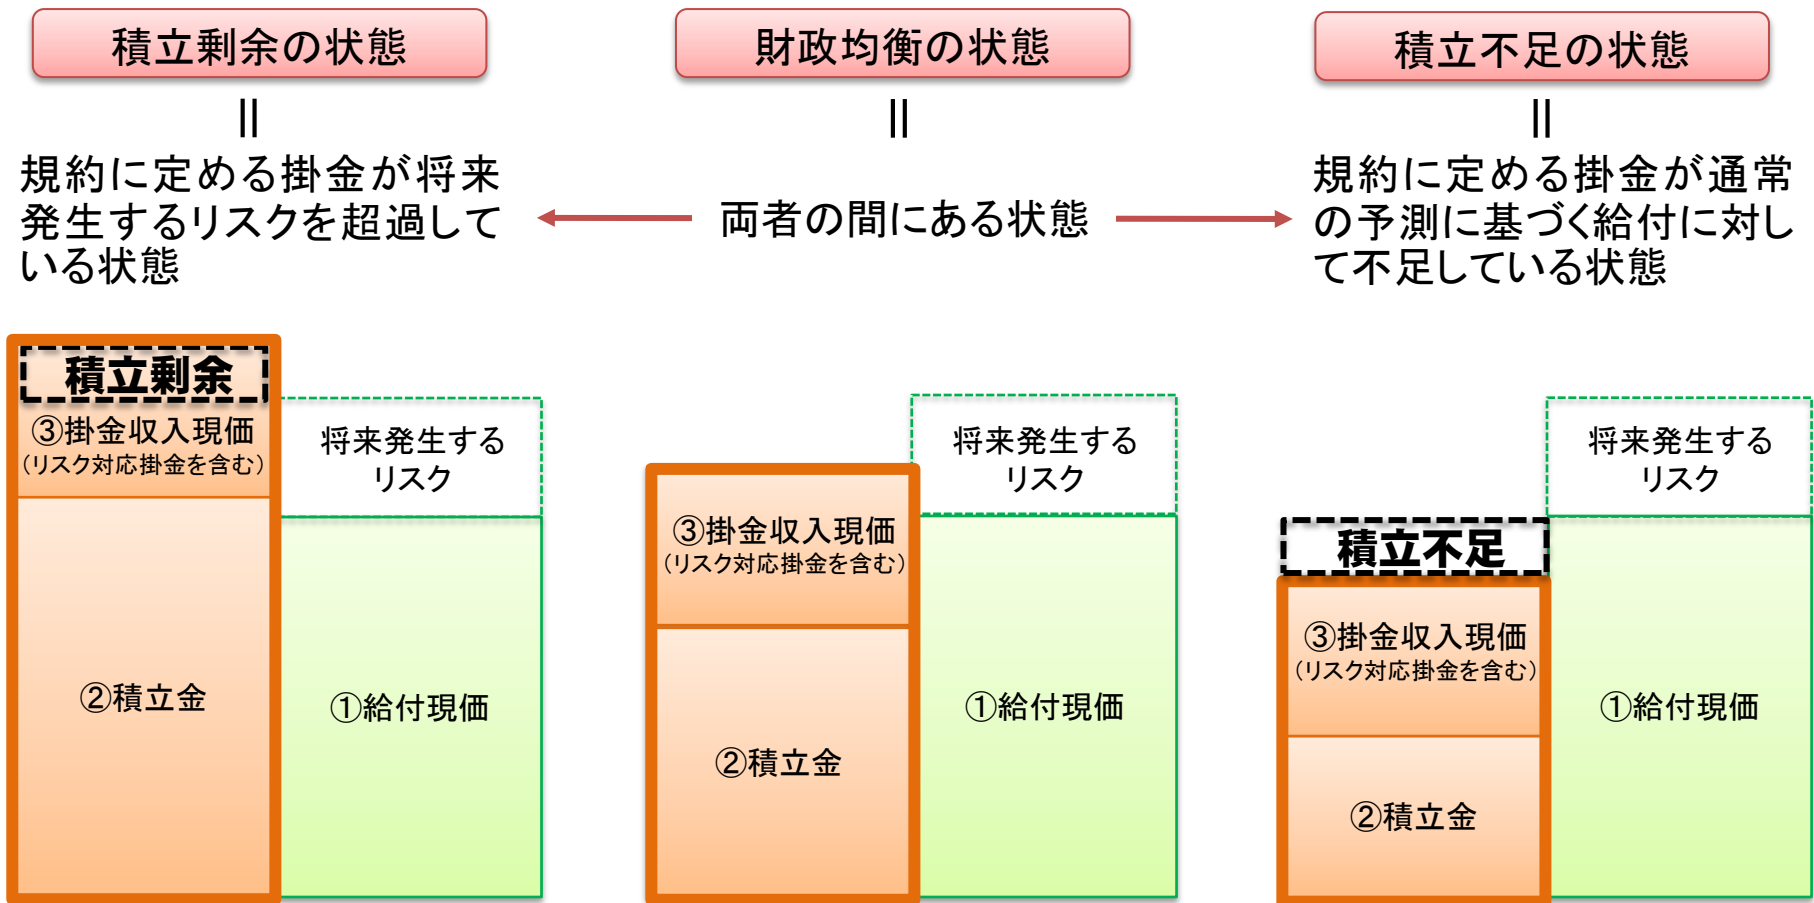 積立剰余の状態
財政均衡の状態
積立不足の状態
=
=
=
規約に定める掛金が将来
発生するリスクを超過して
いる状態
両者の間にある状態
規約に定める掛金が通常
の予測に基づく給付に対し
て不足している状態
積立剰余
③掛金収入現価
(リスク対応掛金を含む)
②積立金
将来発生する
リスク
①給付現価
③掛金収入現価
(リスク対応掛金を含む)
②積立金
将来発生する
リスク
①給付現価
積立不足
③掛金収入現価
(リスク対応掛金を含む)
②積立金
将来発生する
リスク
①給付現価